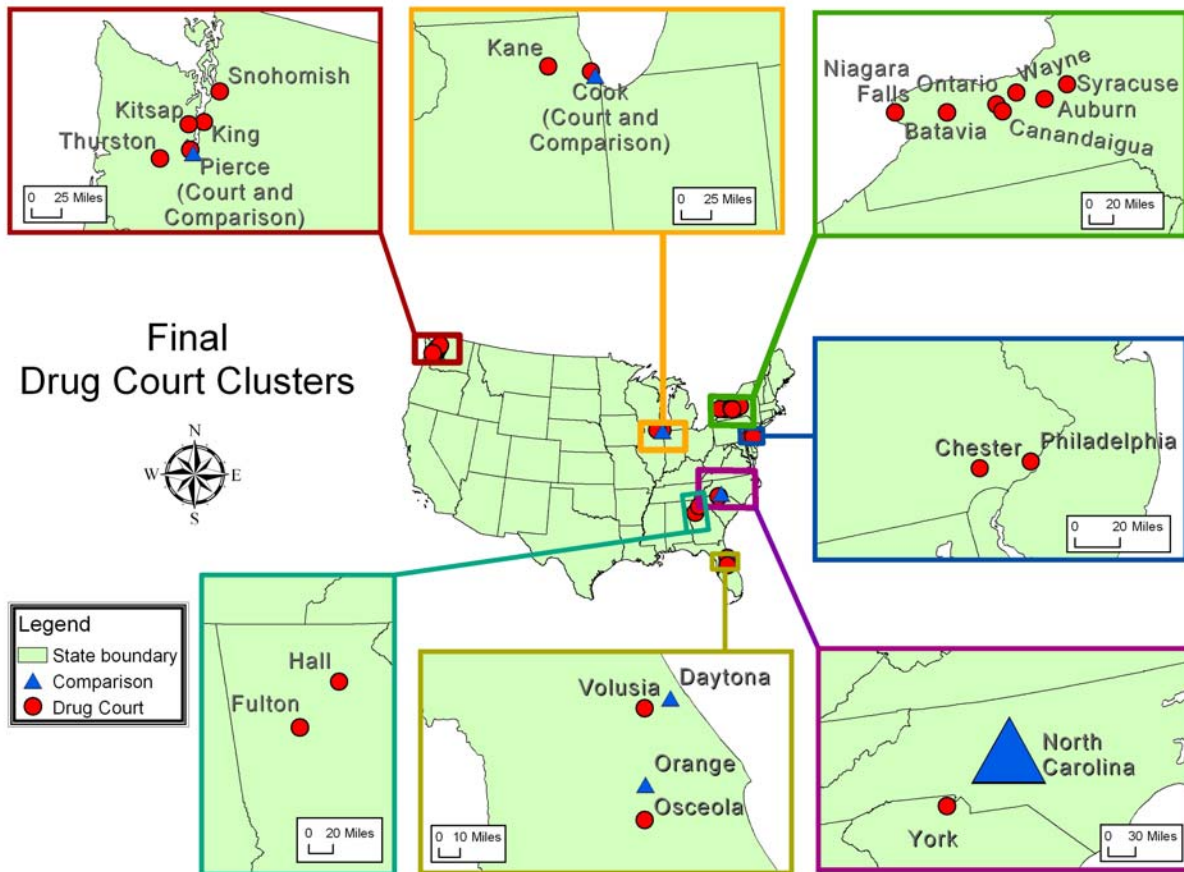 Snohomish
Kitsap
King
Thurston
Pierce
(Court and
Comparison)
0 25 Miles
Kane
Cook
(Court and
Comparison)
0 25 Miles
Niagara
Falls
Ontario
Wayne
Syracuse
Auburn
Batavia
Canandaigua
0 20 Miles
Final
Drug Court Clusters
N
W E
S
Chester
Philadelphia
0 20 Miles
Legend
State boundary
Comparison
Drug Court
Hall
Fulton
0 20 Miles
Volusia
Daytona
Orange
Osceola
0 10 Miles
North
Carolina
York
0 30 Miles